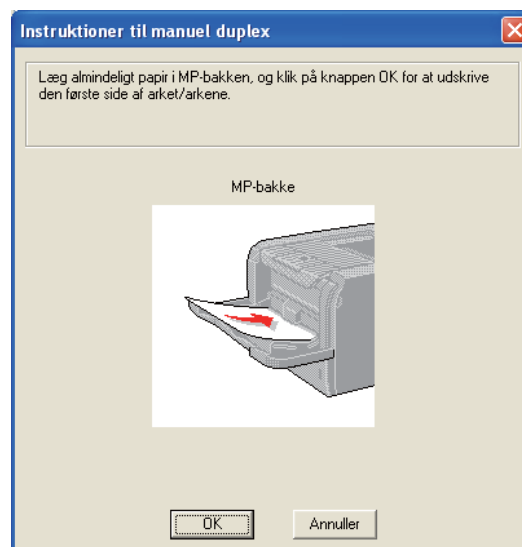 Instruktioner til manuel duplex
Læg almindeligt papir i MP-bakken, og klik på knappen OK for at udskrive
den første side af arket/arkene.
MP-bakke
OK
Annuller